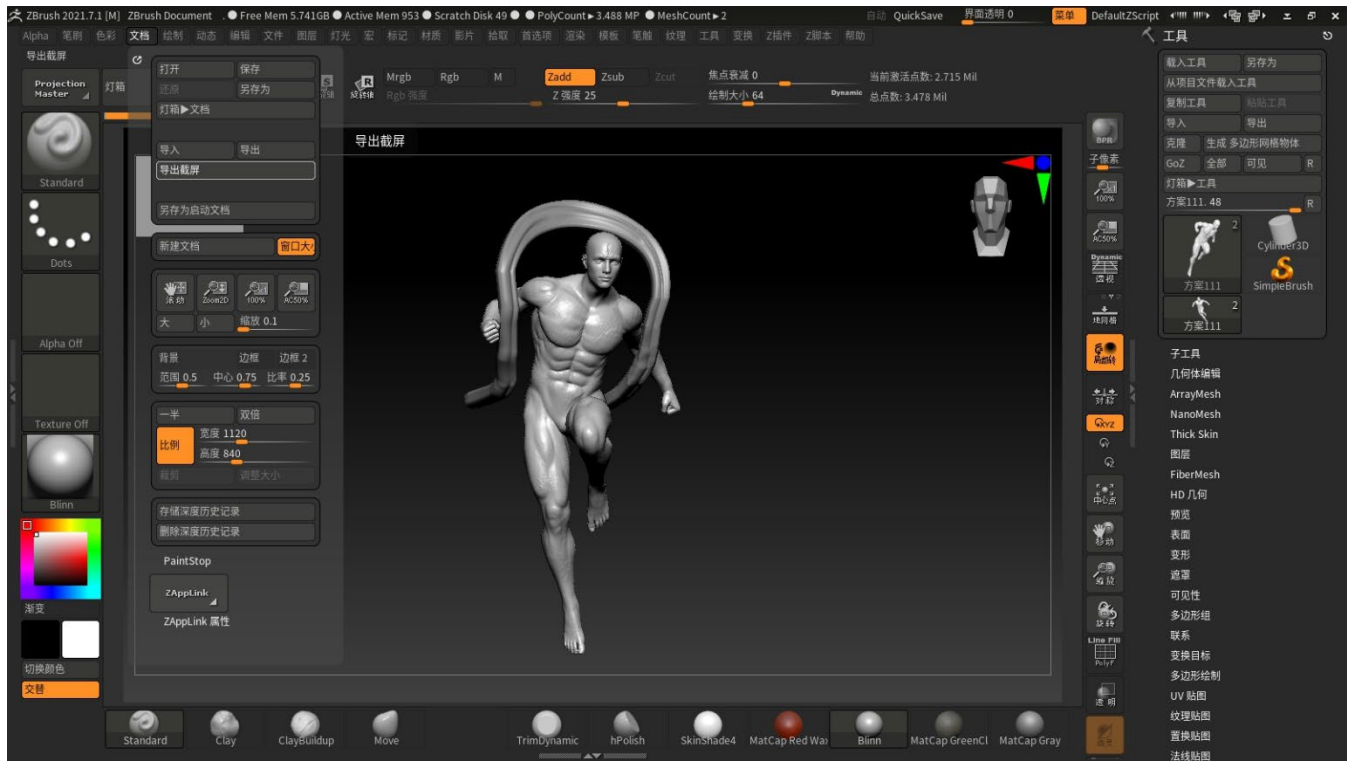 ZBrush 2021.7.1 [M] ZBrush Document . ● Free Mem 5.741GB ● Active Mem 953 ● Scratch Disk 49 ● ● PolyCount ▸ 3.488 MP ● MeshCount ▸ 2 自动 QuickSave 界面透明 0 菜单 DefaultZScript
Alpha 笔刷 色彩 文档 绘制 动态 编辑 文件 图层 灯光 宏 标记 材质 影片 拾取 首选项 渲染 模板 笔触 纹理 工具 变换 Z插件 Z脚本 帮助
导出截屏
Projection Master
灯箱
Mrgb Rgb M Zadd Zsub Zcut 焦点衰减 0 当前激活点数: 2.715 Mil
Rgb 强度 Z 强度 25 绘制大小 64 Dynamic 总点数: 3.478 Mil
打开 保存
还原 另存为
灯箱▶文档
导入 导出
导出截屏
另存为启动文档
新建文档 窗口大小
滚动 Zoom2D 100% AC50%
大 小 缩放 0.1
背景 边框 边框 2
范围 0.5 中心 0.75 比率 0.25
一半 双倍
比例 宽度 1120
高度 840
裁剪 调整大小
存储深度历史记录
删除深度历史记录
PaintStop
ZAppLink
ZAppLink 属性
导出截屏
Standard
Dots
Alpha Off
Texture Off
Blinn
渐变
切换颜色
交替
Standard Clay ClayBuildup Move TrimDynamic hPolish SkinShade4 MatCap Red Wax Blinn MatCap GreenCl MatCap Gray
BPR
子像素
100%
AC50%
Dynamic
透视
地网格
对称
XYZ
中心点
移动
缩放
旋转
Line Fill
PolyF
透明
工具
载入工具 另存为
从项目文件载入工具
复制工具 粘贴工具
导入 导出
克隆 生成 多边形网格物体
GoZ 全部 可见 R
灯箱▶工具
方案111. 48 R
2
方案111
Cylinder3D
SimpleBrush
2
方案111
子工具
几何体编辑
ArrayMesh
NanoMesh
Thick Skin
图层
FiberMesh
HD 几何
预览
表面
变形
遮罩
可见性
多边形组
联系
变换目标
多边形绘制
UV 贴图
纹理贴图
置换贴图
法线贴图